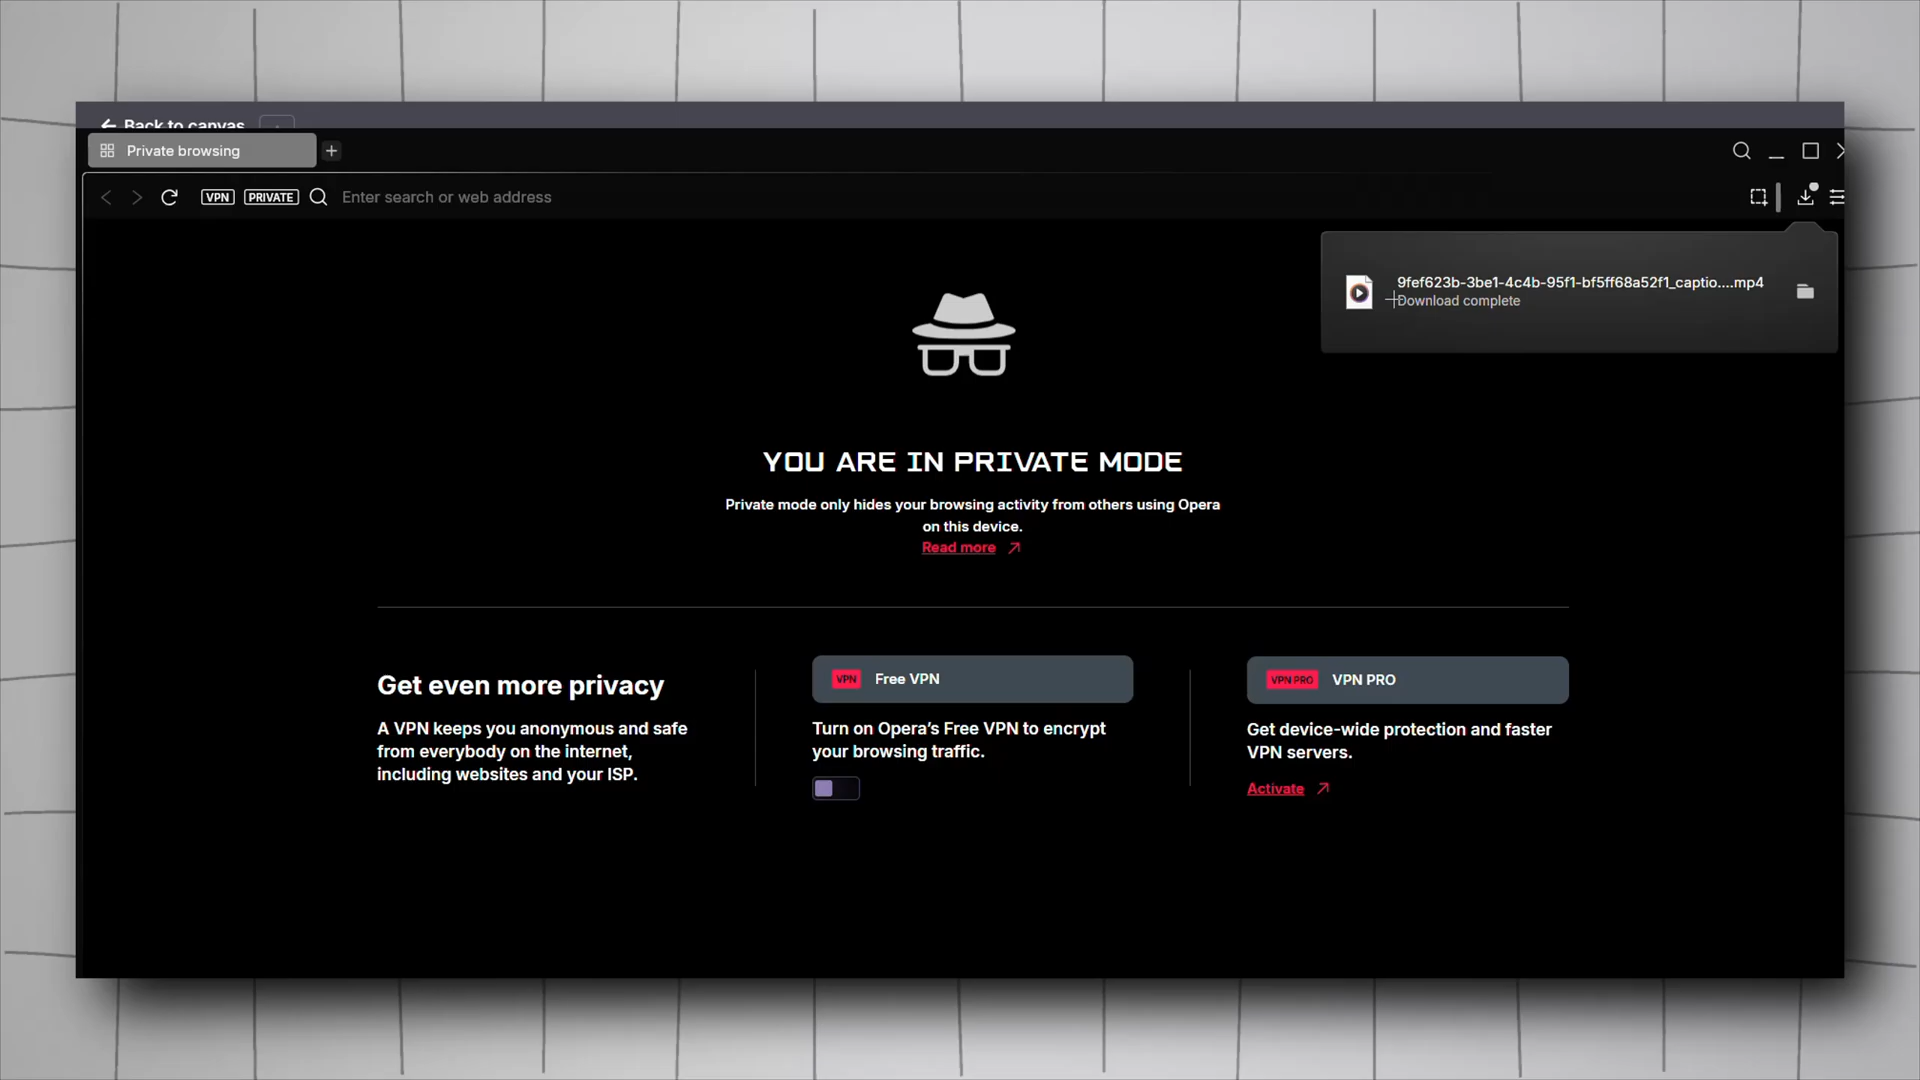 Back to canvas
Private browsing
VPN PRIVATE Enter search or web address
9fef623b-3be1-4c4b-95f1-bf5ff68a52f1_captio....mp4
Download complete
YOU ARE IN PRIVATE MODE
Private mode only hides your browsing activity from others using Opera
on this device.
Read more
Get even more privacy
A VPN keeps you anonymous and safe
from everybody on the internet,
including websites and your ISP.
VPN Free VPN
Turn on Opera’s Free VPN to encrypt
your browsing traffic.
VPN PRO VPN PRO
Get device-wide protection and faster
VPN servers.
Activate